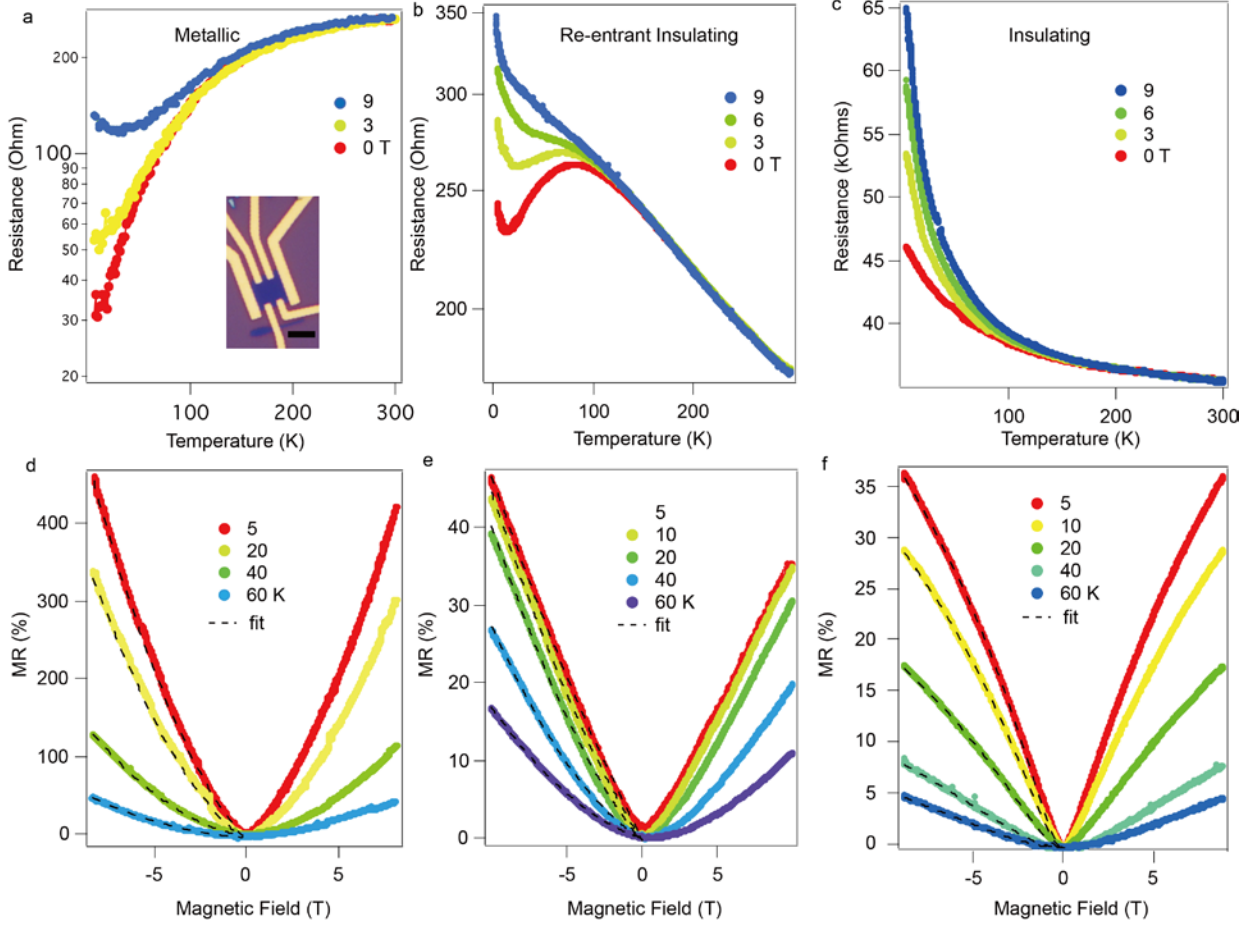 a
Metallic
Resistance (Ohm)
200
100
90
80
70
60
50
40
30
20
9
3
0 T
100
200
300
Temperature (K)
b
Re-entrant Insulating
Resistance (Ohm)
350
300
250
200
9
6
3
0 T
0
100
200
Temperature (K)
c
Insulating
Resistance (kOhms)
65
60
55
50
45
40
9
6
3
0 T
100
200
300
Temperature (K)
d
MR (%)
400
300
200
100
0
5
20
40
60 K
fit
-5
0
5
Magnetic Field (T)
e
MR (%)
40
30
20
10
0
5
10
20
40
60 K
fit
-5
0
5
Magnetic Field (T)
f
MR (%)
35
30
25
20
15
10
5
0
5
10
20
40
60 K
fit
-5
0
5
Magnetic Field (T)